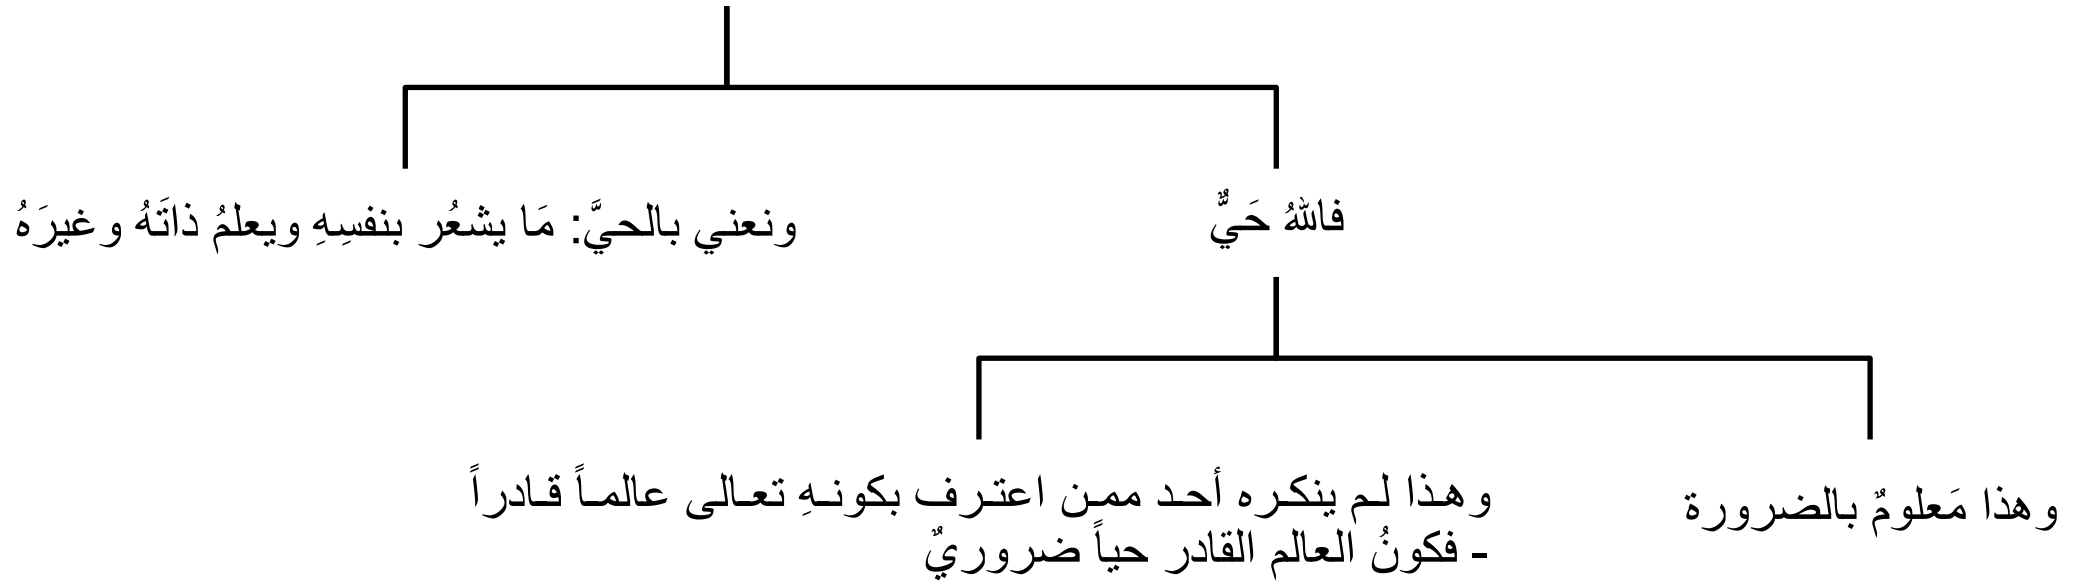 فاللهُ حَيٌّ
ونعني بالحيَّ: مَا يشعُر بنفسِهِ ويعلمُ ذاتَهُ وغيرَهُ
وهذا مَعلومٌ بالضرورة
وهذا لم ينكره أحد ممن اعترف بكونهِ تعالى عالماً قادراً
- فكونُ العالم القادر حياً ضروريٌّ